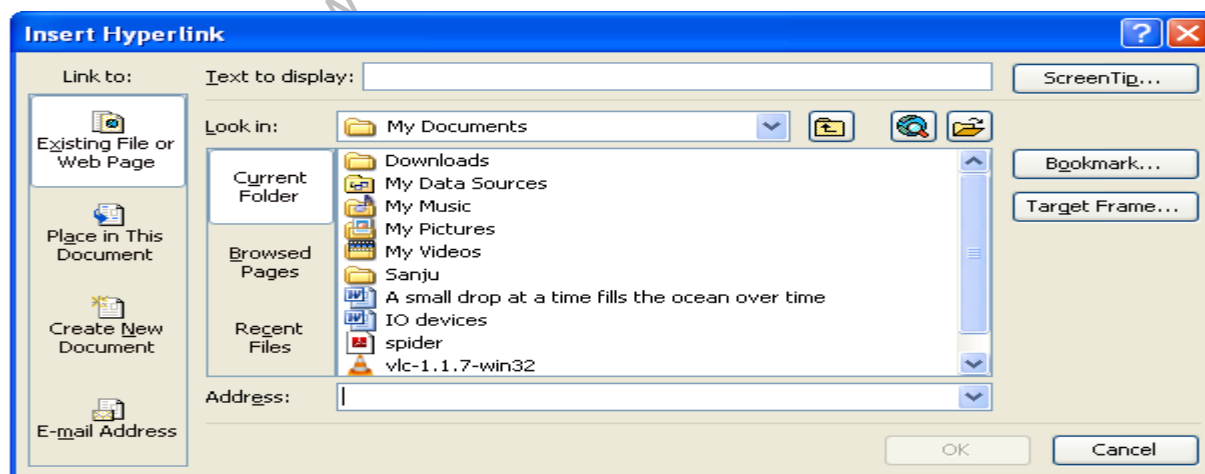 Insert Hyperlink
Link to:
Text to display:
ScreenTip...
Existing File or
Web Page
Look in:
My Documents
Current
Folder
Downloads
My Data Sources
My Music
My Pictures
My Videos
Sanju
A small drop at a time fills the ocean over time
IO devices
spider
vlc-1.1.7-win32
Bookmark...
Target Frame...
Place in This
Document
Browsed
Pages
Create New
Document
Recent
Files
Address:
E-mail Address
OK
Cancel